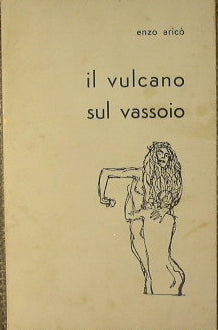 enzo aricò
il vulcano
sul vassoio